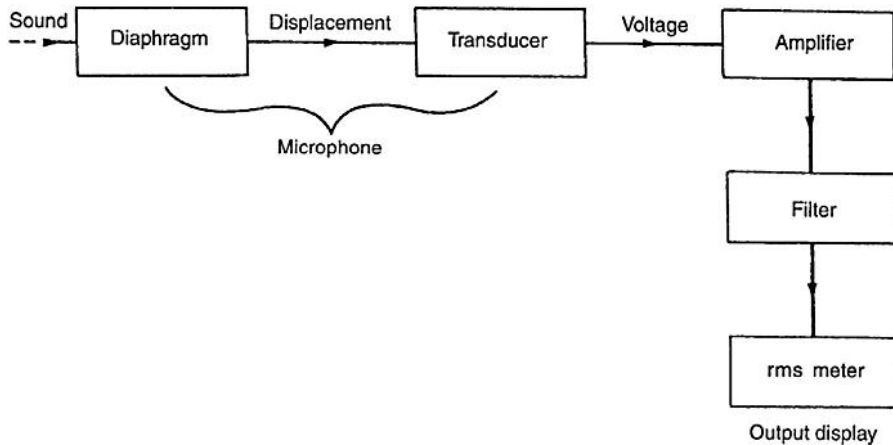 Sound
Diaphragm
Displacement
Transducer
Voltage
Amplifier
Microphone
Filter
rms meter
Output display